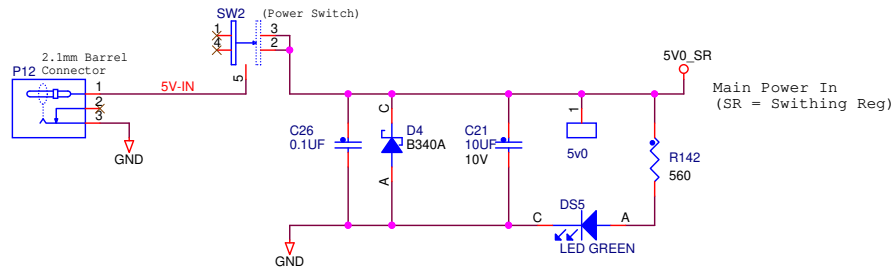 SW2 (Power Switch)
1
4
3
2
5
2.1mm Barrel
Connector
P12
1
2
3
5V-IN
GND
5V0_SR
Main Power In
(SR = Swithing Reg)
C26
0.1UF
C
D4
B340A
A
C21
10UF
10V
1
5v0
R142
560
DS5
C
A
LED GREEN
GND